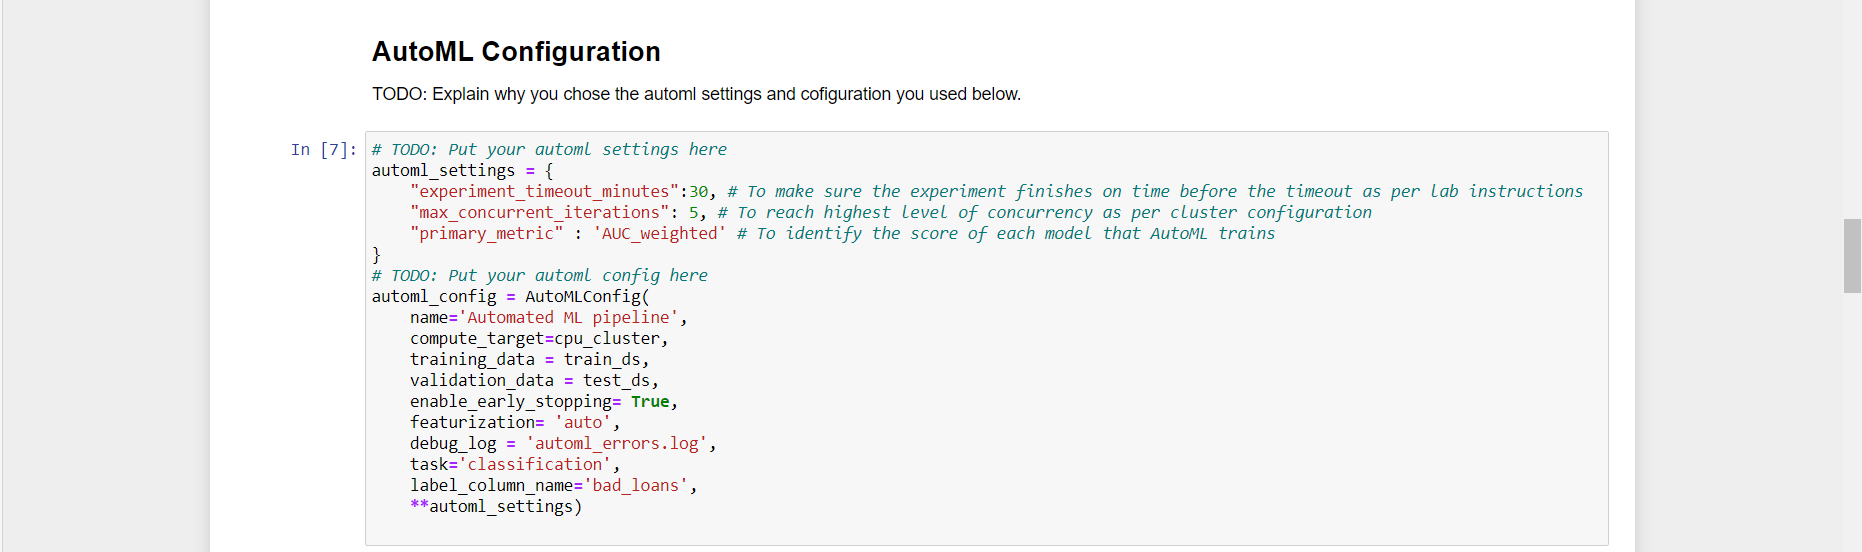 AutoML Configuration
TODO: Explain why you chose the automl settings and cofiguration you used below.
In [7]:
# TODO: Put your automl settings here
automl_settings = {
    "experiment_timeout_minutes":30, # To make sure the experiment finishes on time before the timeout as per lab instructions
    "max_concurrent_iterations": 5, # To reach highest level of concurrency as per cluster configuration
    "primary_metric" : 'AUC_weighted' # To identify the score of each model that AutoML trains
}
# TODO: Put your automl config here
automl_config = AutoMLConfig(
    name='Automated ML pipeline',
    compute_target=cpu_cluster,
    training_data = train_ds,
    validation_data = test_ds,
    enable_early_stopping= True,
    featurization= 'auto',
    debug_log = 'automl_errors.log',
    task='classification',
    label_column_name='bad_loans',
    **automl_settings)